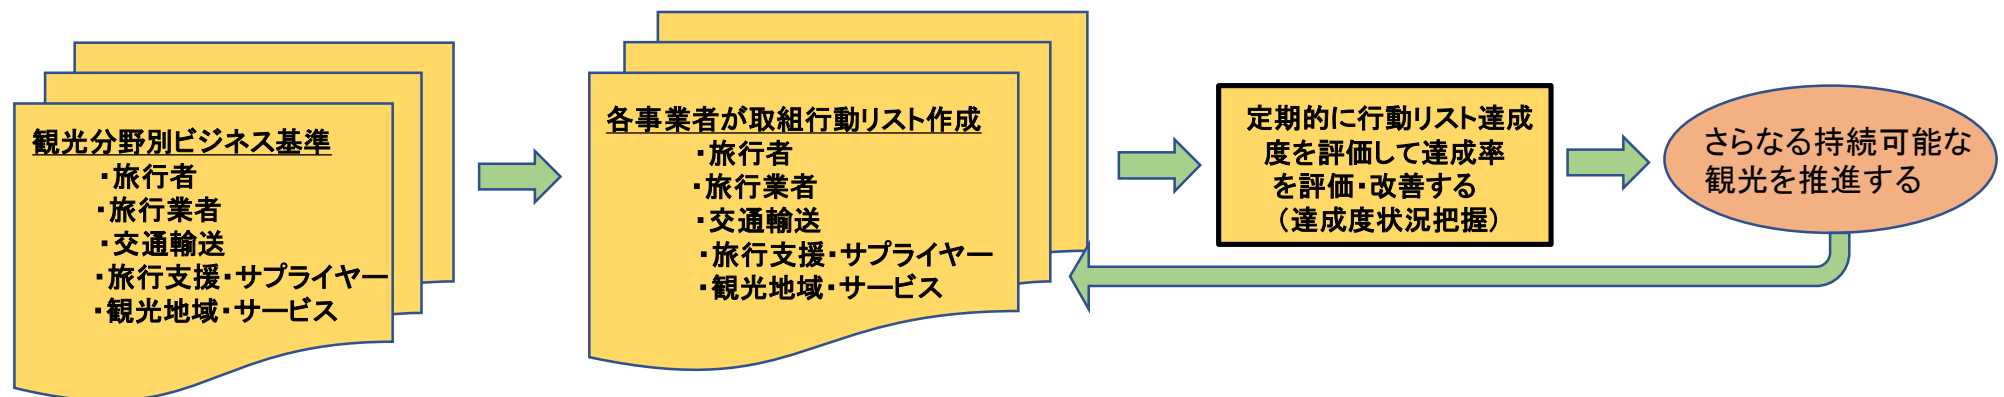 観光分野別ビジネス基準
・旅行者
・旅行業者
・交通輸送
・旅行支援・サプライヤー
・観光地域・サービス
各事業者が取組行動リスト作成
・旅行者
・旅行業者
・交通輸送
・旅行支援・サプライヤー
・観光地域・サービス
定期的に行動リスト達成
度を評価して達成率
を評価・改善する
（達成度状況把握）
さらなる持続可能な
観光を推進する